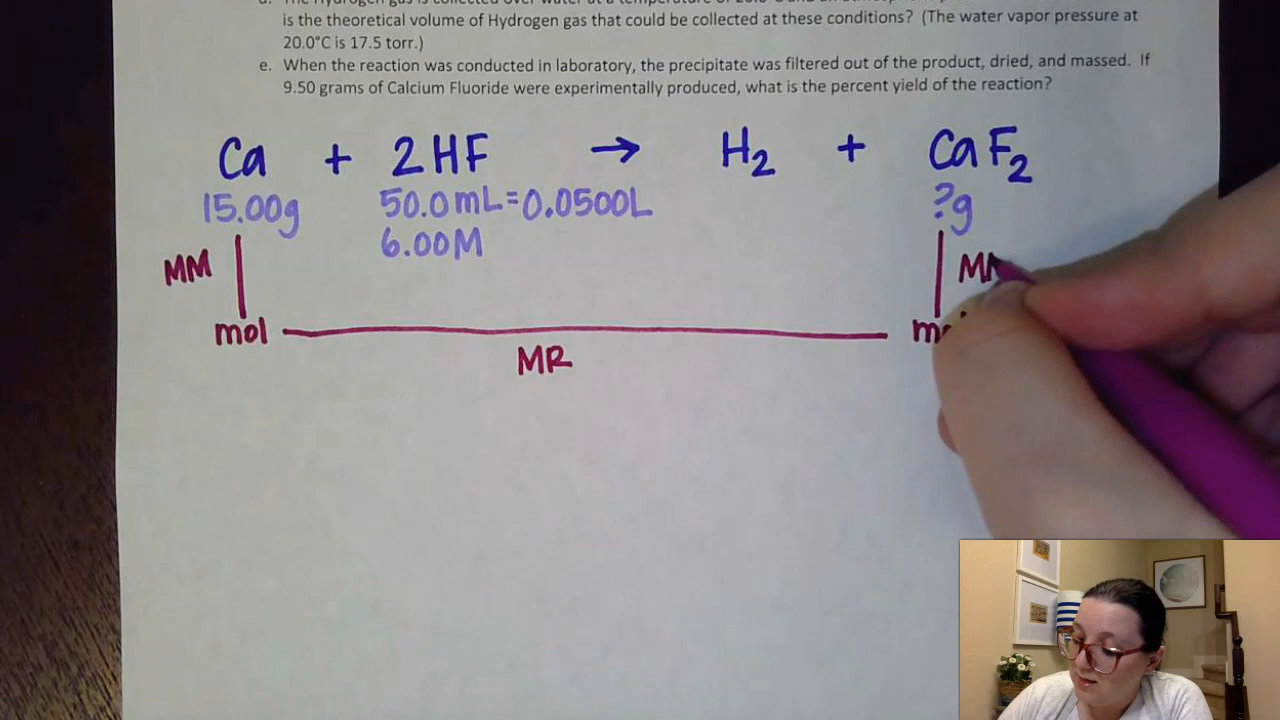 is the theoretical volume of Hydrogen gas that could be collected at these conditions? (The water vapor pressure at
20.0°C is 17.5 torr.)
e. When the reaction was conducted in laboratory, the precipitate was filtered out of the product, dried, and massed. If
9.50 grams of Calcium Fluoride were experimentally produced, what is the percent yield of the reaction?
Ca + 2HF → H₂ + CaF₂
15.00g 50.0mL=0.0500L ?g
6.00M
MM
mol
MR